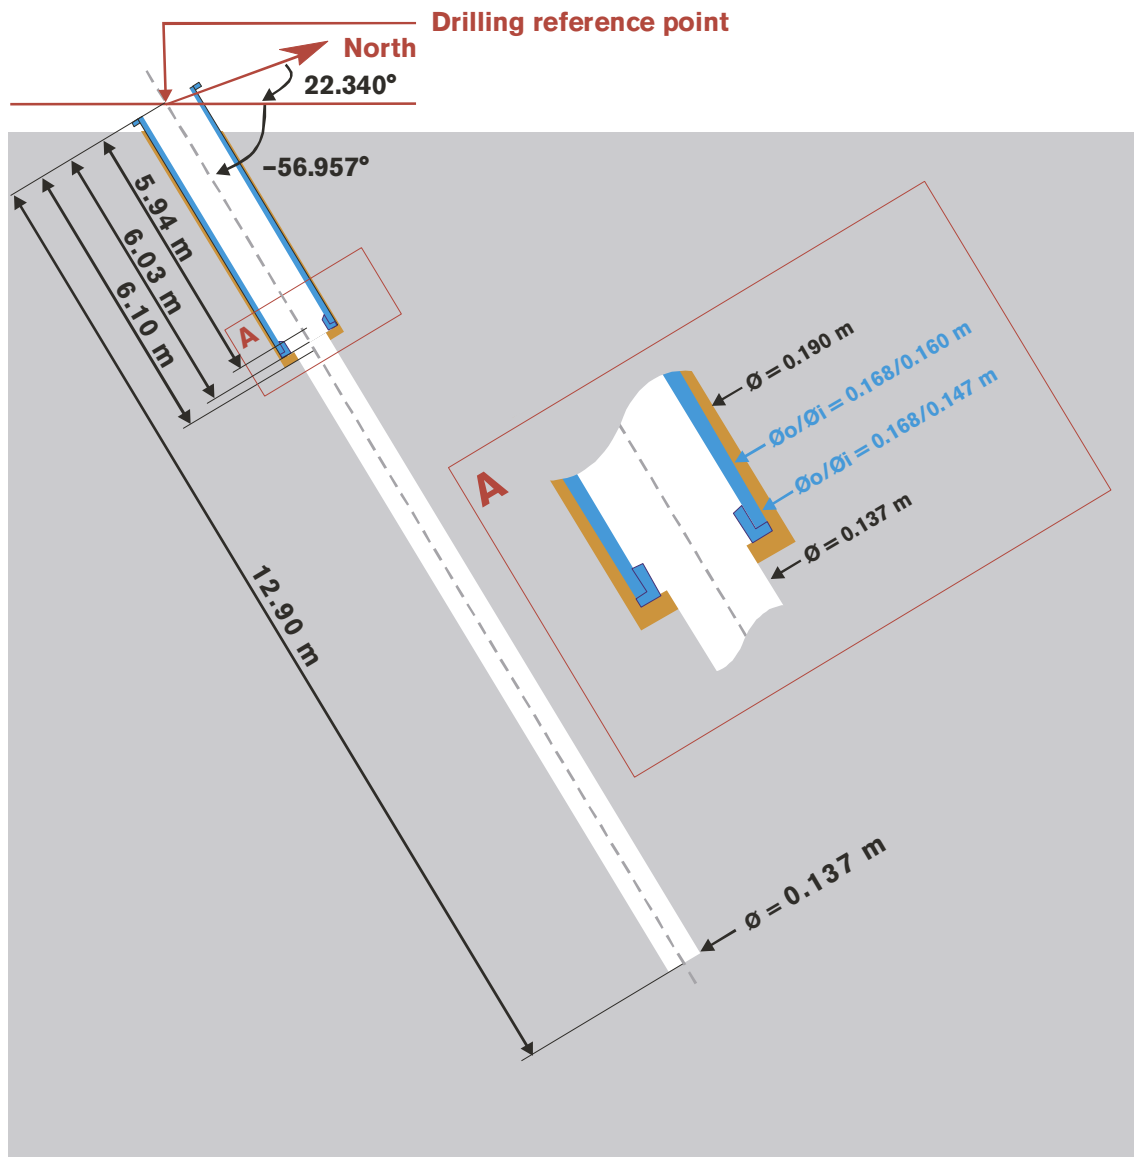 Drilling reference point
North
22.340°
–56.957°
5.94 m
6.03 m
6.10 m
A
12.90 m
A
Ø = 0.190 m
Øo/Øi = 0.168/0.160 m
Øo/Øi = 0.168/0.147 m
Ø = 0.137 m
Ø = 0.137 m